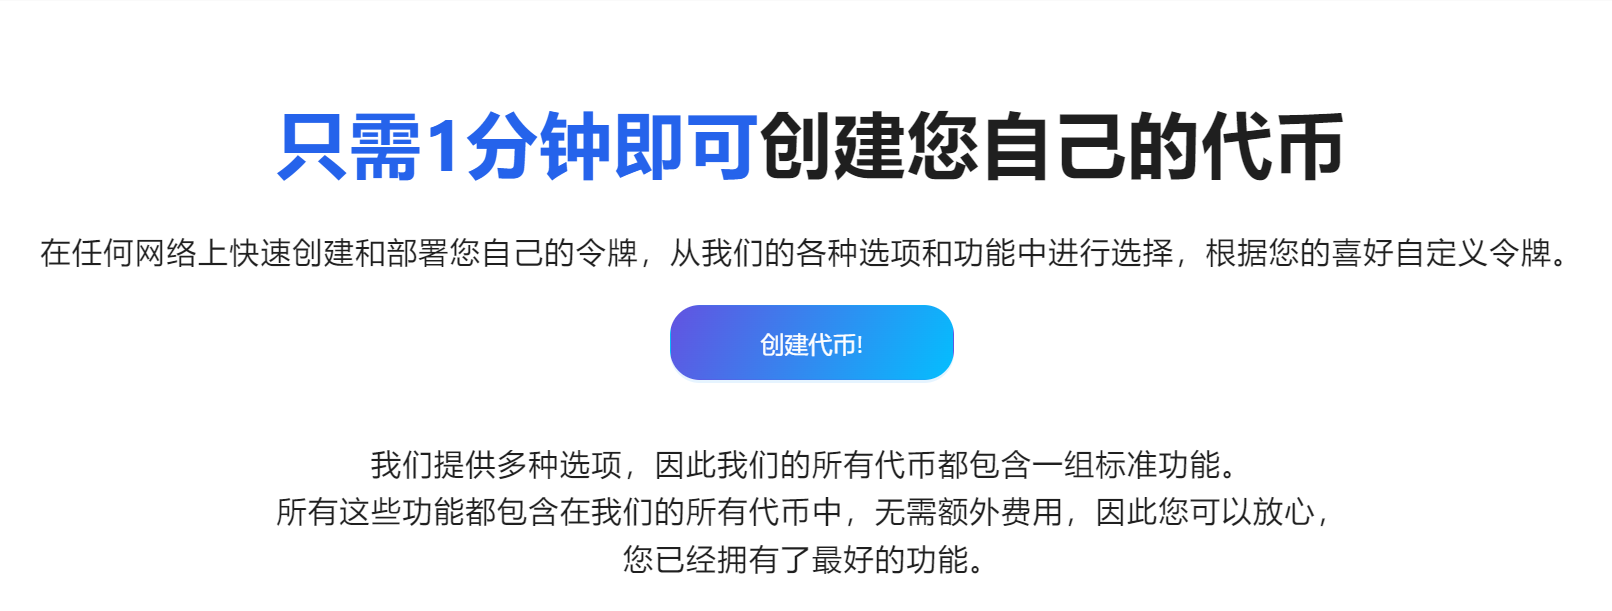 只需1分钟即可创建您自己的代币
在任何网络上快速创建和部署您自己的令牌，从我们的各种选项和功能中进行选择，根据您的喜好自定义令牌。
创建代币!
我们提供多种选项，因此我们的所有代币都包含一组标准功能。
所有这些功能都包含在我们的所有代币中，无需额外费用，因此您可以放心，
您已经拥有了最好的功能。